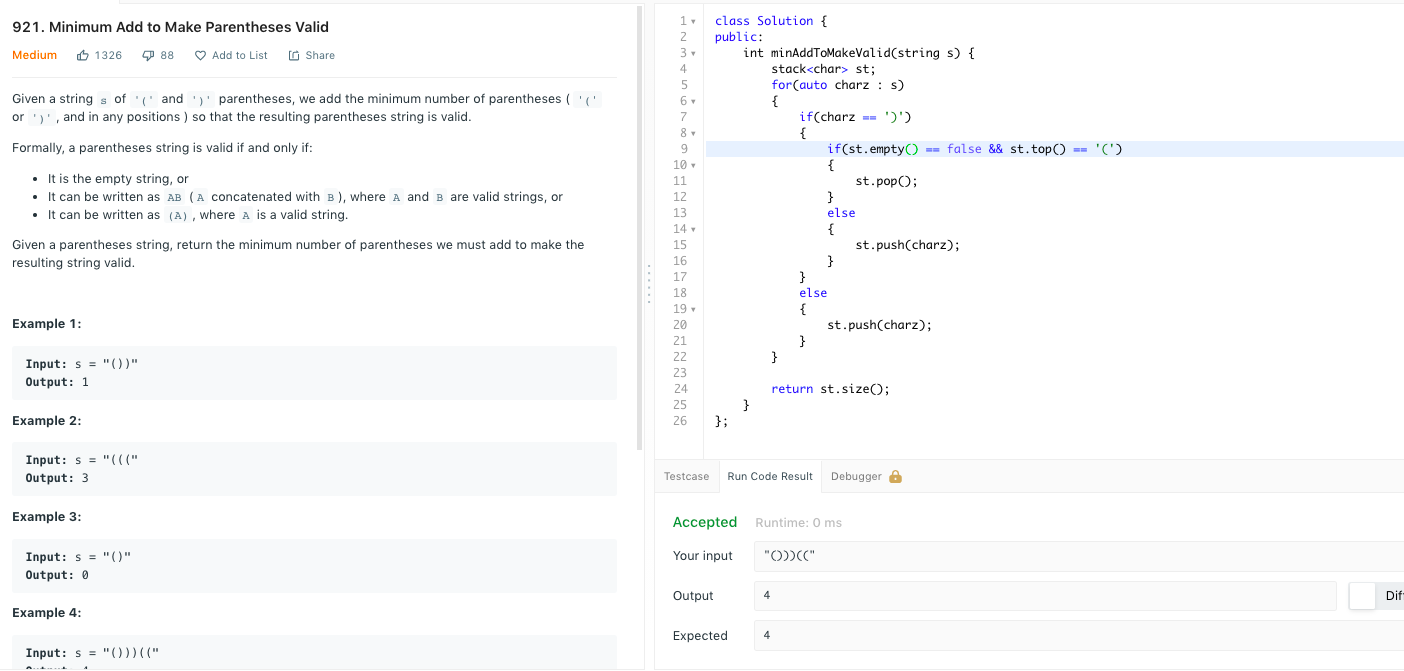 921. Minimum Add to Make Parentheses Valid
Medium 1326 88 Add to List Share
Given a string s of '(' and ')' parentheses, we add the minimum number of parentheses ( '('
or ')' , and in any positions ) so that the resulting parentheses string is valid.
Formally, a parentheses string is valid if and only if:
It is the empty string, or
It can be written as AB (A concatenated with B), where A and B are valid strings, or
It can be written as (A), where A is a valid string.
Given a parentheses string, return the minimum number of parentheses we must add to make the
resulting string valid.
Example 1:
Input: s = "())"
Output: 1
Example 2:
Input: s = "((("
Output: 3
Example 3:
Input: s = "()"
Output: 0
Example 4:
Input: s = "()))(("
1 class Solution {
2 public:
3 int minAddToMakeValid(string s) {
4 stack<char> st;
5 for(auto charz : s)
6 {
7 if(charz == ')')
8 {
9 if(st.empty() == false && st.top() == '(')
10 {
11 st.pop();
12 }
13 else
14 {
15 st.push(charz);
16 }
17 }
18 else
19 {
20 st.push(charz);
21 }
22 }
23
24 return st.size();
25 }
26 };
Testcase Run Code Result Debugger
Accepted Runtime: 0 ms
Your input "()))(("
Output 4
Expected 4